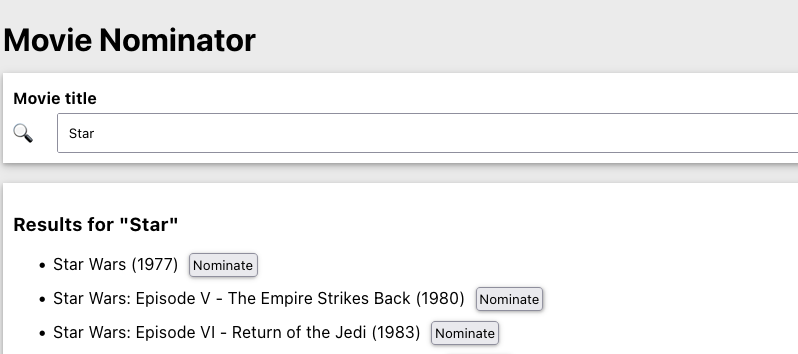 Movie Nominator
Movie title
Star
Results for "Star"
Star Wars (1977) Nominate
Star Wars: Episode V - The Empire Strikes Back (1980) Nominate
Star Wars: Episode VI - Return of the Jedi (1983) Nominate